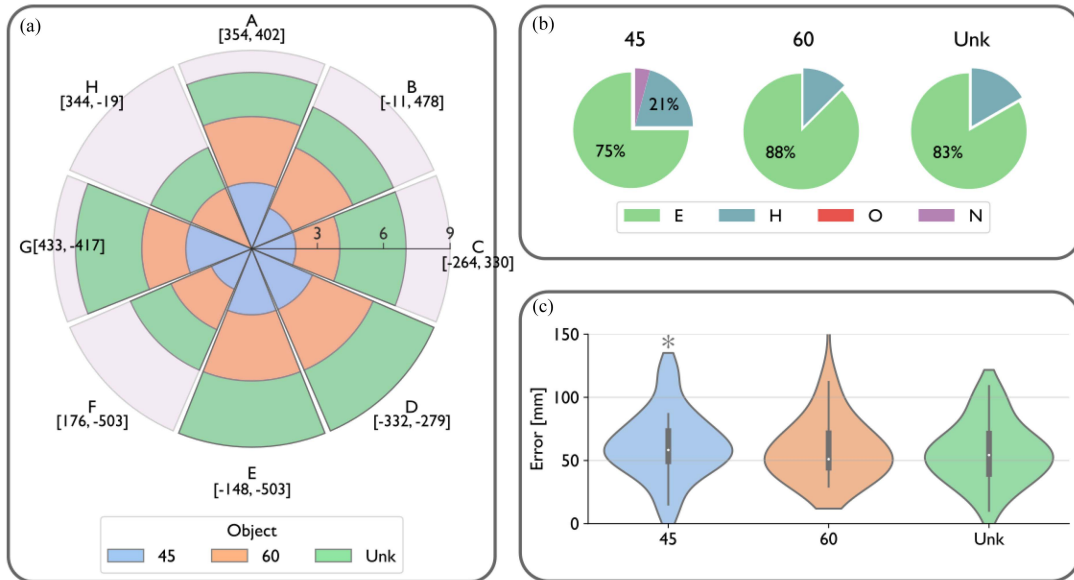 (a)
A
[354, 402]
H
[344, -19]
B
[-11, 478]
G[433, -417]
3
6
9
C
[-264, 330]
F
[176, -503]
D
[-332, -279]
E
[-148, -503]
Object
45
60
Unk
(b)
45
60
Unk
21%
75%
88%
83%
E
H
O
N
(c)
150
*
100
50
0
Error [mm]
45
60
Unk